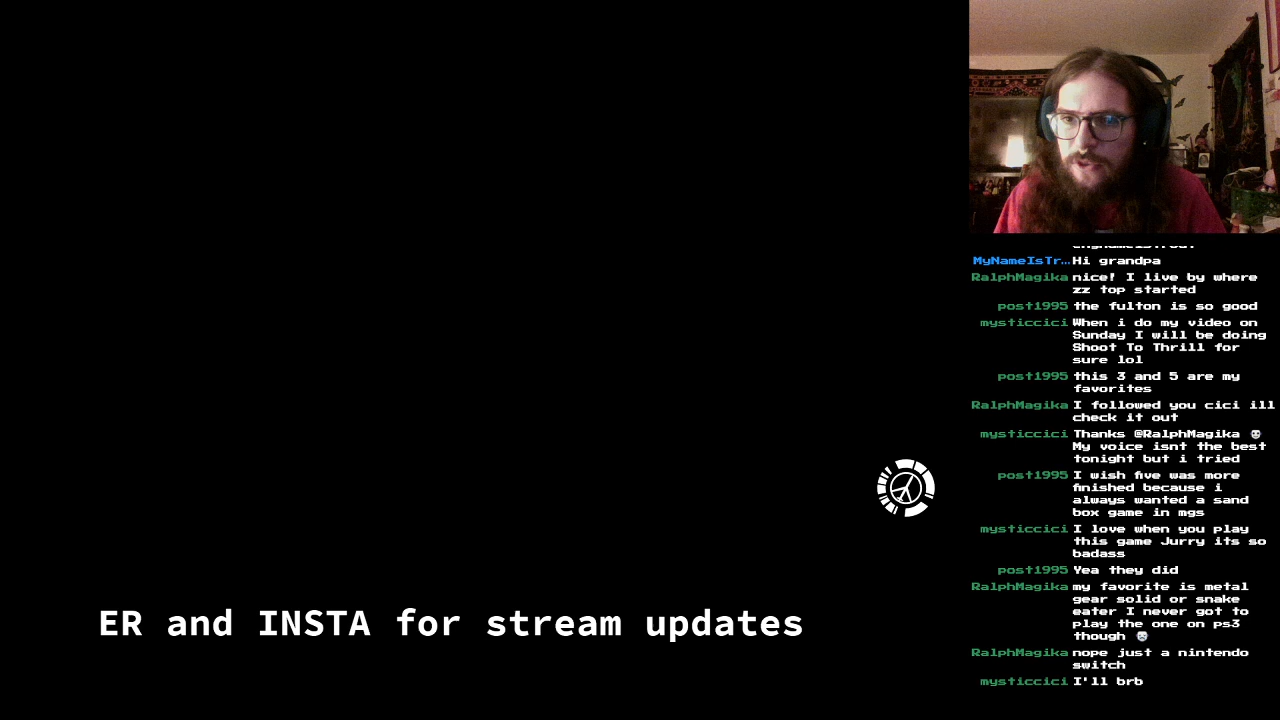 MyNameIsTr... Hi grandpa
RalphMagika nice! I live by where
zz top started
post1995 the fulton is so good
mysticcici When i do my video on
Sunday I will be doing
Shoot To Thrill for
sure lol
post1995 this 3 and 5 are my
favorites
RalphMagika I followed you cici ill
check it out
mysticcici Thanks @RalphMagika
My voice isnt the best
tonight but i tried
post1995 I wish five was more
finished because i
always wanted a sand
box game in mgs
mysticcici I love when you play
this game Jurry its so
badass
post1995 Yea they did
RalphMagika my favorite is metal
gear solid or snake
eater I never got to
play the one on ps3
though
RalphMagika nope just a nintendo
switch
mysticcici I'll brb
ER and INSTA for stream updates